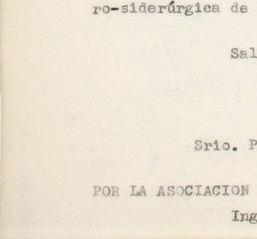 ro-siderúrgica de
Sal
Srio. P
POR LA ASOCIACION
Ing